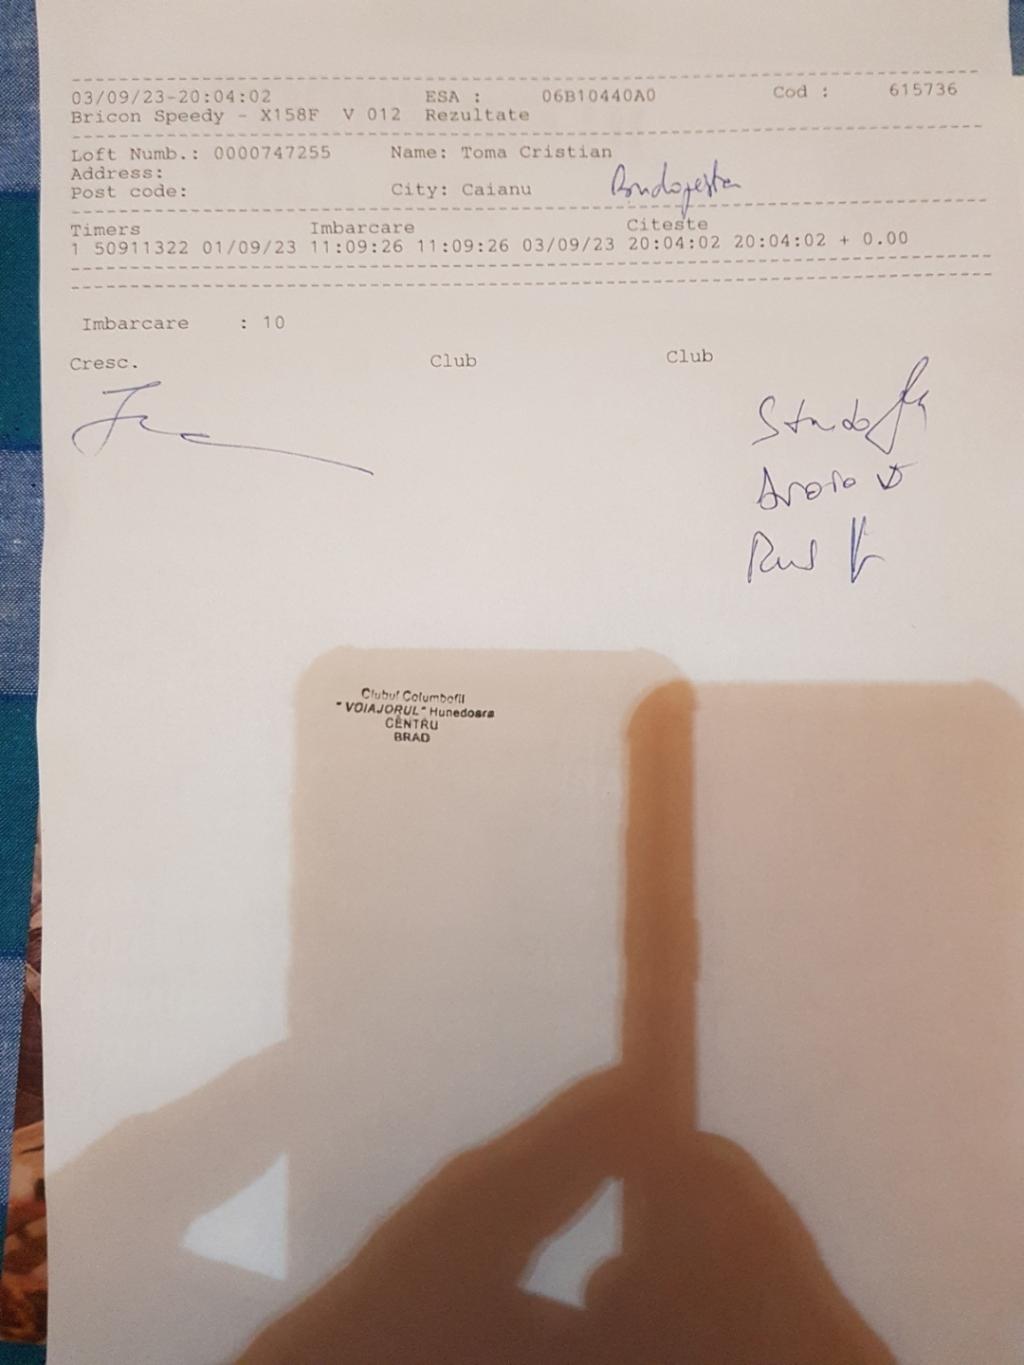 03/09/23-20:04:02 ESA : 06B10440A0 Cod : 615736
Bricon Speedy - X158F V 012 Rezultate
Loft Numb.: 0000747255 Name: Toma Cristian
Address:
Post code: City: Caianu
Timers Imbarcare Citeste
1 50911322 01/09/23 11:09:26 11:09:26 03/09/23 20:04:02 20:04:02 + 0.00
Imbarcare : 10
Cresc. Club Club
Rus
Clubul Columbofil
"VOIAJORUL" Hunedoara
CENTRU
BRAD